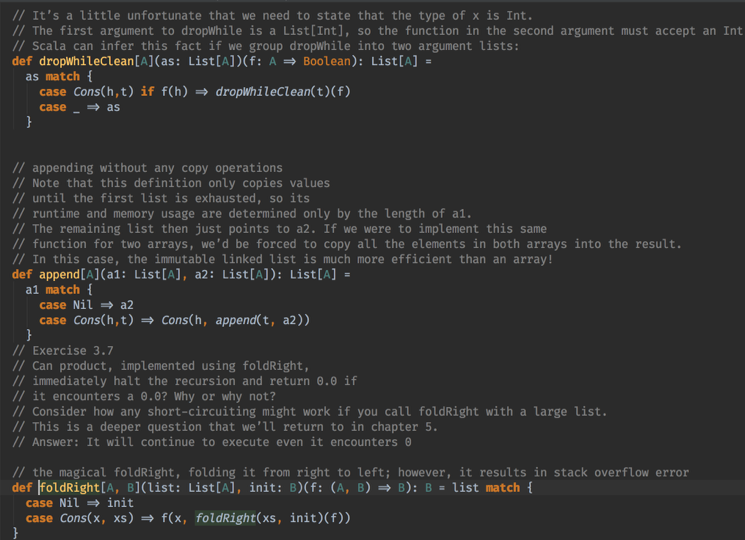 // It’s a little unfortunate that we need to state that the type of x is Int.
// The first argument to dropWhile is a List[Int], so the function in the second argument must accept an Int
// Scala can infer this fact if we group dropWhile into two argument lists:
def dropWhileClean[A](as: List[A])(f: A ⇒ Boolean): List[A] =
  as match {
    case Cons(h,t) if f(h) ⇒ dropWhileClean(t)(f)
    case _ ⇒ as
  }
// appending without any copy operations
// Note that this definition only copies values
// until the first list is exhausted, so its
// runtime and memory usage are determined only by the length of a1.
// The remaining list then just points to a2. If we were to implement this same
// function for two arrays, we’d be forced to copy all the elements in both arrays into the result.
// In this case, the immutable linked list is much more efficient than an array!
def append[A](a1: List[A], a2: List[A]): List[A] =
  a1 match {
    case Nil ⇒ a2
    case Cons(h,t) ⇒ Cons(h, append(t, a2))
  }
// Exercise 3.7
// Can product, implemented using foldRight,
// immediately halt the recursion and return 0.0 if
// it encounters a 0.0? Why or why not?
// Consider how any short-circuiting might work if you call foldRight with a large list.
// This is a deeper question that we’ll return to in chapter 5.
// Answer: It will continue to execute even it encounters 0
// the magical foldRight, folding it from right to left; however, it results in stack overflow error
def foldRight[A, B](list: List[A], init: B)(f: (A, B) ⇒ B): B = list match {
  case Nil ⇒ init
  case Cons(x, xs) ⇒ f(x, foldRight(xs, init)(f))
}